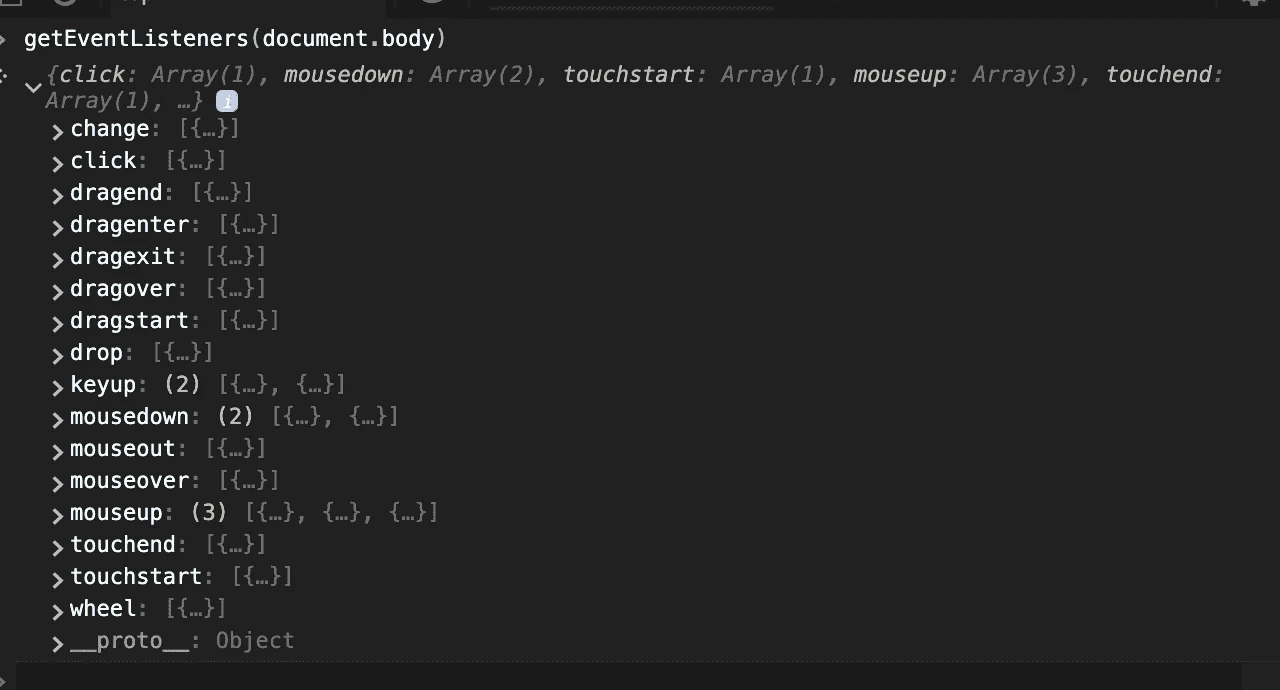 getEventListeners(document.body)
{click: Array(1), mousedown: Array(2), touchstart: Array(1), mouseup: Array(3), touchend:
Array(1), …} i
change: [{…}]
click: [{…}]
dragend: [{…}]
dragenter: [{…}]
dragexit: [{…}]
dragover: [{…}]
dragstart: [{…}]
drop: [{…}]
keyup: (2) [{…}, {…}]
mousedown: (2) [{…}, {…}]
mouseout: [{…}]
mouseover: [{…}]
mouseup: (3) [{…}, {…}, {…}]
touchend: [{…}]
touchstart: [{…}]
wheel: [{…}]
__proto__: Object